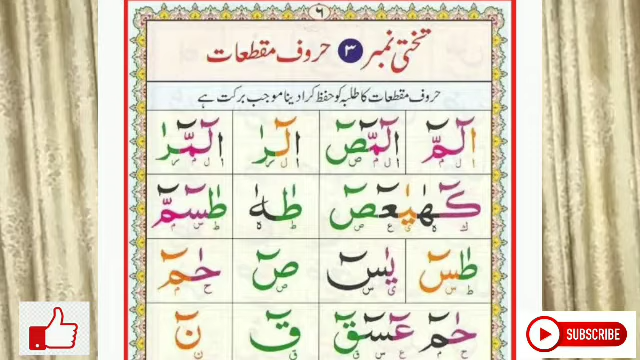 ٦
تختی نمبر ٣ حروف مقطعات
حروف مقطعات کا طلبہ کو حفظ کرا دینا موجب برکت ہے
الٓمّٓ الٓمّٓصٓ الٓرٰ الٓمّٓرٰ
ا ل م ا ل م ص ا ل ر ا ل م ر
كٓهٰيٰعٓصٓ طٰهٰ طٰسٓمّٓ
ك ه ي ع ص ط ه ط س م
طٰسٓ يٰسٓ صٓ حٰمٓ
ط س ي س ص ح م
حٰمٓ عٓسٓقٓ قٓ نٓ
ح م ع س ق ق ن
SUBSCRIBE